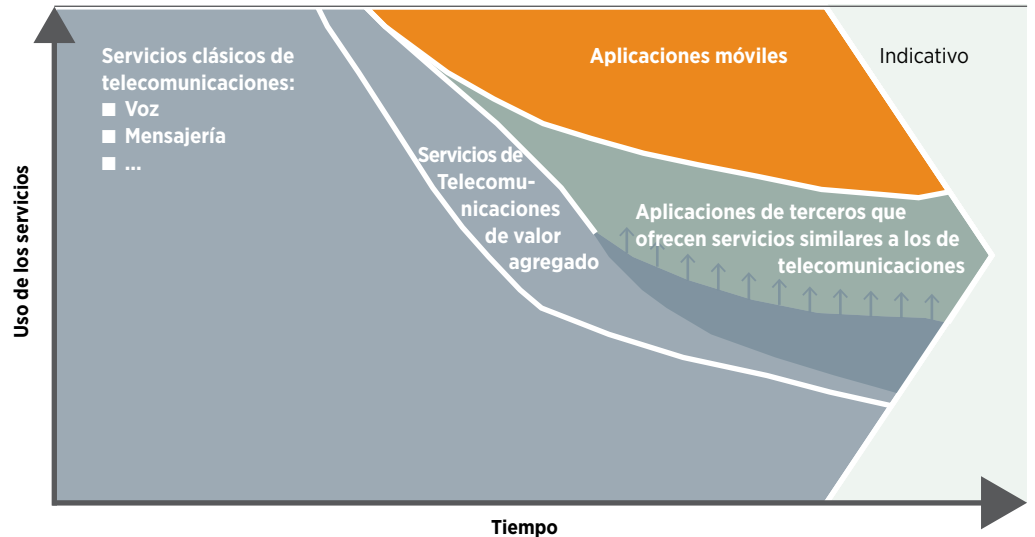 Servicios clásicos de
telecomunicaciones:
■ Voz
■ Mensajería
■ ...
Aplicaciones móviles
Indicativo
Servicios de
Telecomu-
nicaciones
de valor
agregado
Aplicaciones de terceros que
ofrecen servicios similares a los de
telecomunicaciones
Uso de los servicios
Tiempo